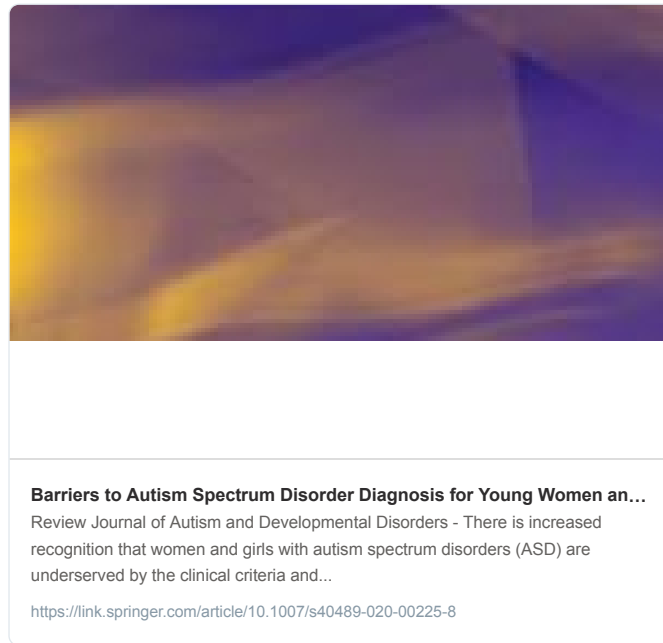 Barriers to Autism Spectrum Disorder Diagnosis for Young Women an…
Review Journal of Autism and Developmental Disorders - There is increased
recognition that women and girls with autism spectrum disorders (ASD) are
underserved by the clinical criteria and...
https://link.springer.com/article/10.1007/s40489-020-00225-8